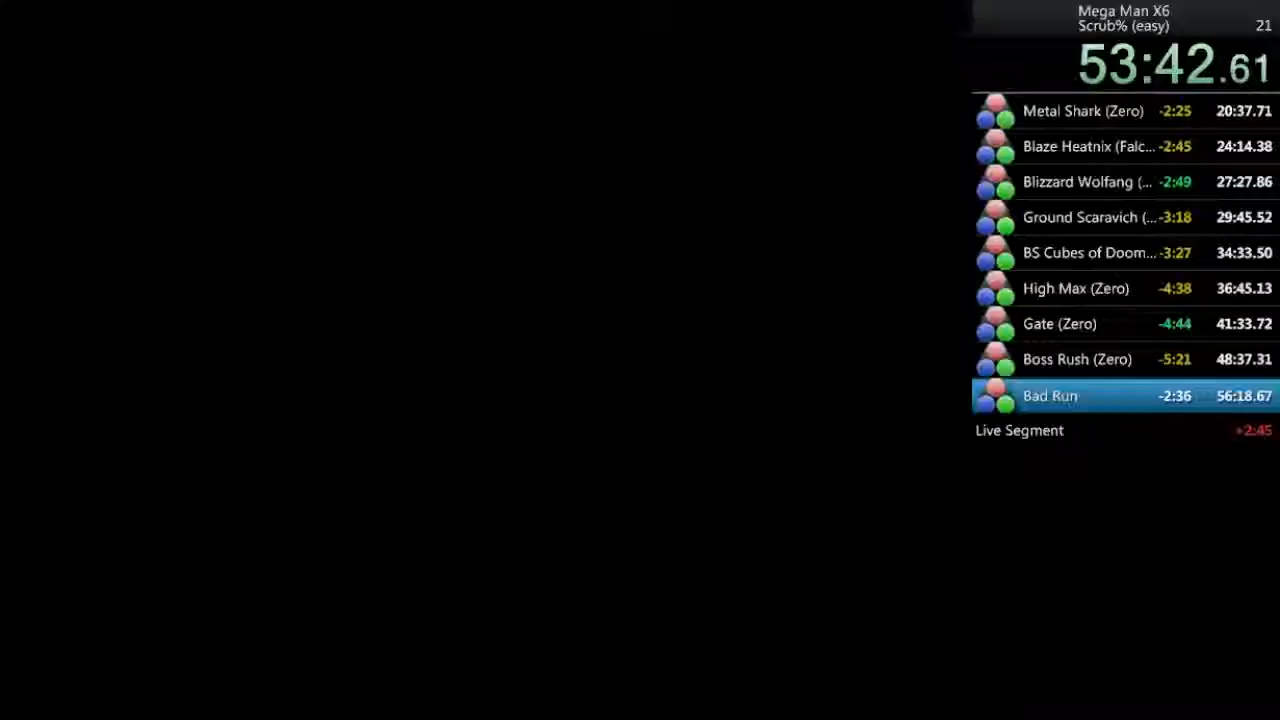 Mega Man X6
Scrub% (easy) 21
53:42.61
Metal Shark (Zero) -2:25 20:37.71
Blaze Heatnix (Falc... -2:45 24:14.38
Blizzard Wolfang (... -2:49 27:27.86
Ground Scaravich (... -3:18 29:45.52
BS Cubes of Doom... -3:27 34:33.50
High Max (Zero) -4:38 36:45.13
Gate (Zero) -4:44 41:33.72
Boss Rush (Zero) -5:21 48:37.31
Bad Run -2:36 56:18.67
Live Segment +2:45